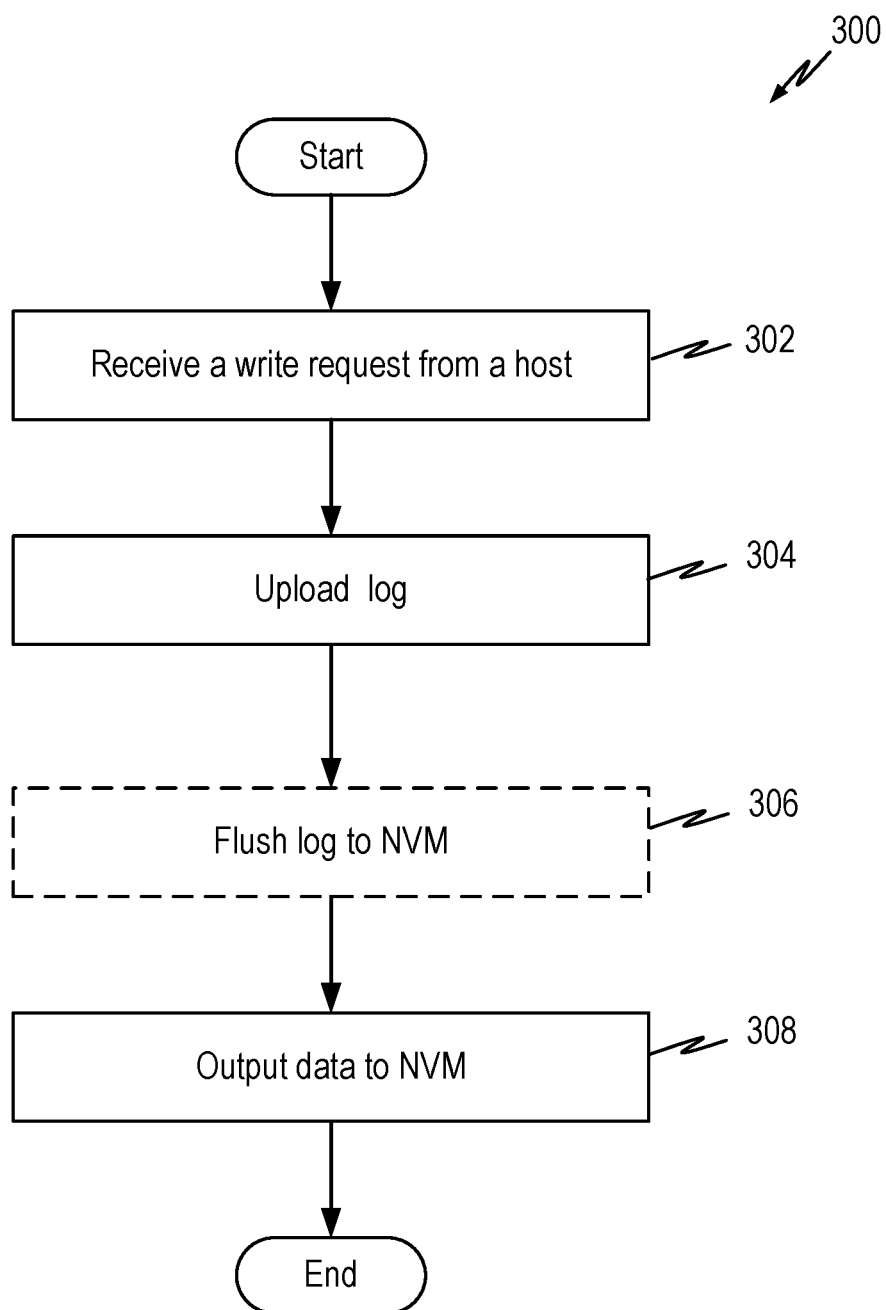 300
Start
Receive a write request from a host
302
Upload log
304
Flush log to NVM
306
Output data to NVM
308
End